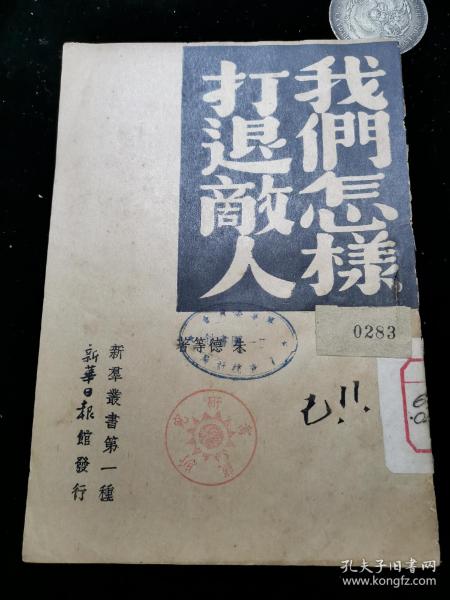 我們怎樣
打退敵人
朱德等著
0283
新羣叢書第一種
新華日報館發行
孔夫子旧书网
www.kongfz.com